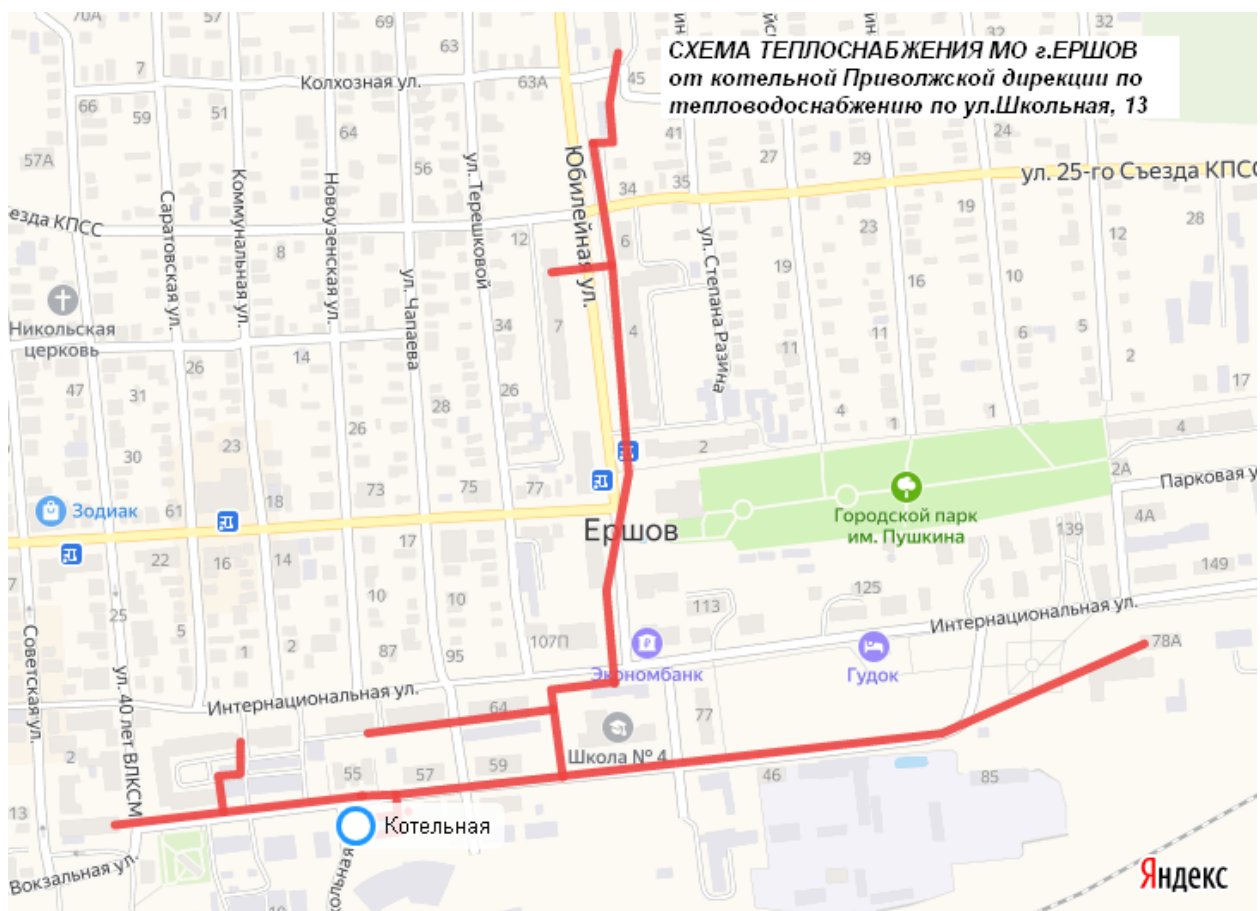 70А
57
69
63
32
32
СХЕМА ТЕПЛОСНАБЖЕНИЯ МО г.ЕРШОВ
от котельной Приволжской дирекции по
тепловодоснабжению по ул.Школьная, 13
7
Колхозная ул.
63А
45
66
59
51
64
56
41
27
29
24
57А
Саратовская ул.
Коммунальная ул.
Новоузенская ул.
ул. Терешковой
Юбилейная ул.
34
35
ул. 25-го Съезда КПСС
езда КПСС
8
12
6
ул. Степана Разина
19
23
19
12
28
16
10
Никольская
церковь
ул. Чапаева
34
7
4
11
11
6
5
2
26
14
47
31
28
26
4
1
1
17
23
30
2
4
Зодиак
61
18
73
75
77
2А
Парковая у
Городской парк
им. Пушкина
Ершов
139
4А
22
16
14
17
149
25
5
10
10
113
125
Советская ул.
ул. 40 лет ВЛКСМ
1
2
87
95
107П
Интернациональная ул.
78А
Экономбанк
Гудок
Интернациональная ул.
64
77
2
55
57
59
Школа № 4
46
85
13
Котельная
Вокзальная ул.
ольная
10
Яндекс